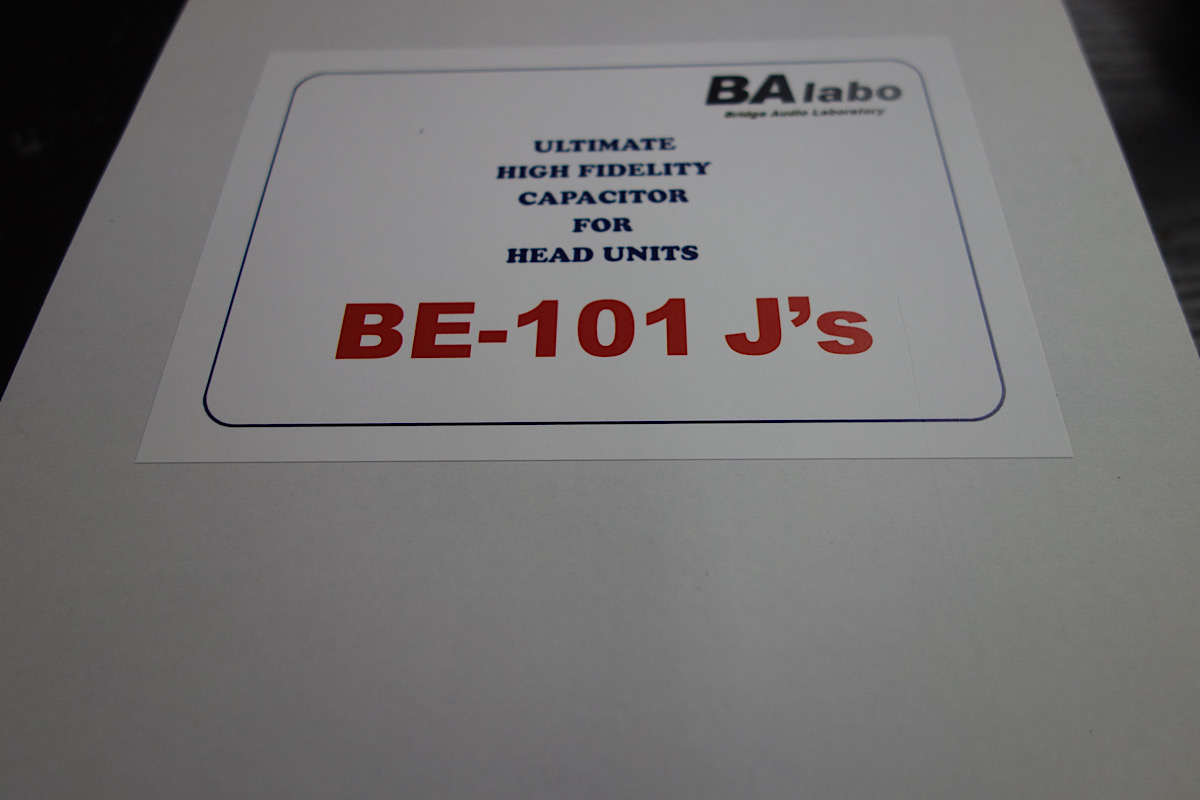 BA labo
Bridge Audio Laboratory
ULTIMATE
HIGH FIDELITY
CAPACITOR
FOR
HEAD UNITS
BE-101 J’s